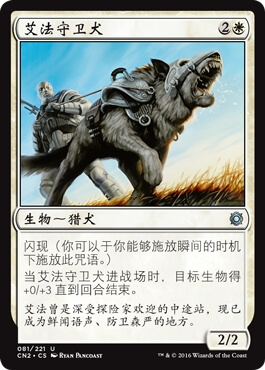 艾法守卫犬 2
生物～猎犬
闪现（你可以于你能够施放瞬间的时机
下施放此咒语。）
当艾法守卫犬进战场时，目标生物得
+0/+3 直到回合结束。
艾法曾是深受探险家欢迎的中途站，现已
成为鲜闻语声、防卫森严的地方。
2/2
081/221 U
CN2 • CS RYAN PANCOAST
™ & © 2016 Wizards of the Coast